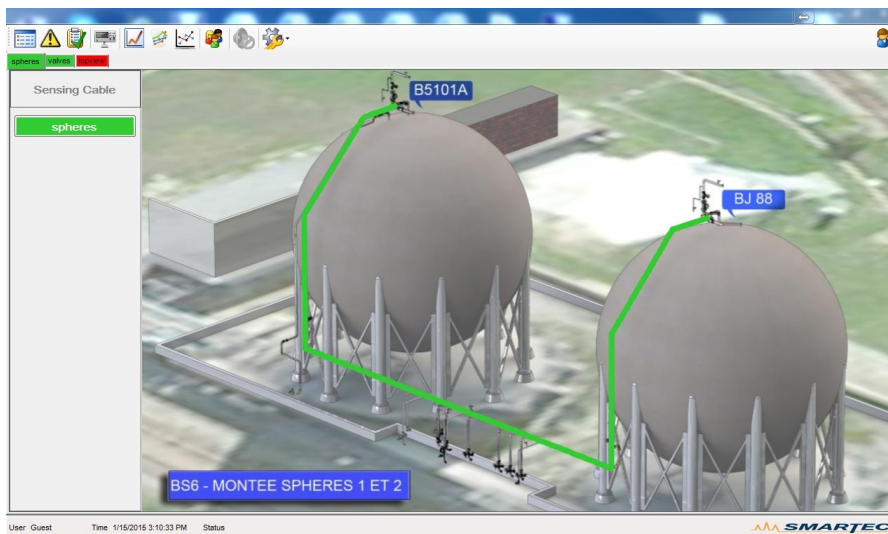 spheres valves topview
Sensing Cable
spheres
B5101A
BJ 88
BS6 - MONTEE SPHERES 1 ET 2
User Guest Time 1/15/2015 3:10:33 PM Status
SMARTEC